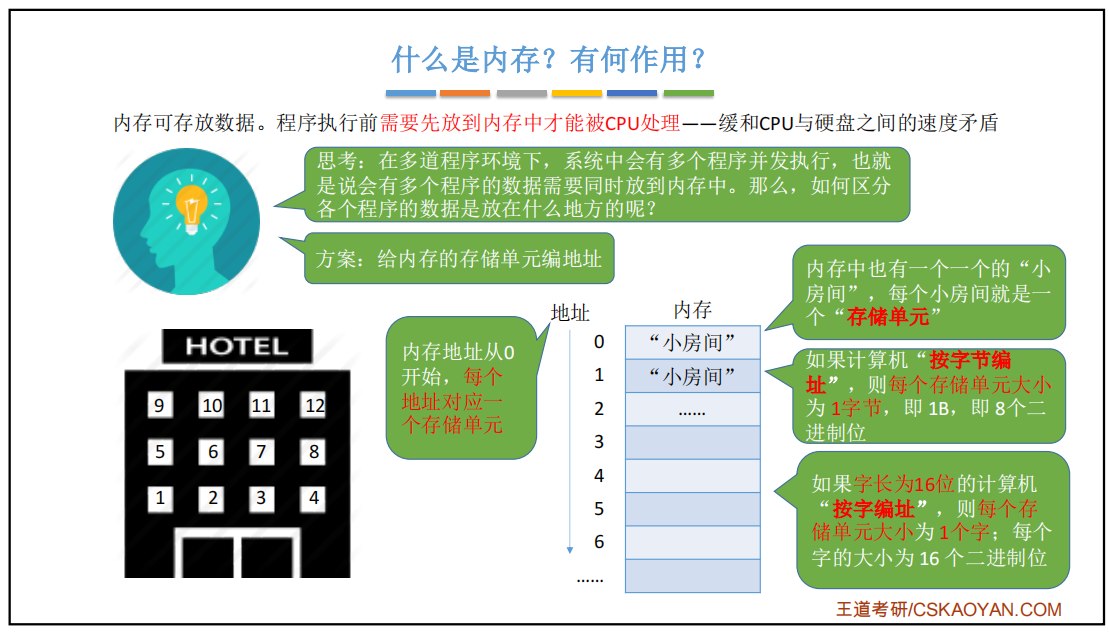 什么是内存？有何作用？
内存可存放数据。程序执行前需要先放到内存中才能被CPU处理——缓和CPU与硬盘之间的速度矛盾
思考：在多道程序环境下，系统中会有多个程序并发执行，也就
是说会有多个程序的数据需要同时放到内存中。那么，如何区分
各个程序的数据是放在什么地方的呢？
方案：给内存的存储单元编地址
HOTEL
9 10 11 12
5 6 7 8
1 2 3 4
内存地址从0
开始，每个
地址对应一
个存储单元
地址
内存
0 “小房间”
1 “小房间”
2 ……
3
4
5
6
……
内存中也有一个一个的“小
房间”，每个小房间就是一
个“存储单元”
如果计算机“按字节编
址”，则每个存储单元大小
为 1字节，即 1B，即 8个二
进制位
如果字长为16位的计算机
“按字编址”，则每个存
储单元大小为 1个字；每个
字的大小为 16 个二进制位
王道考研/CSKAOYAN.COM